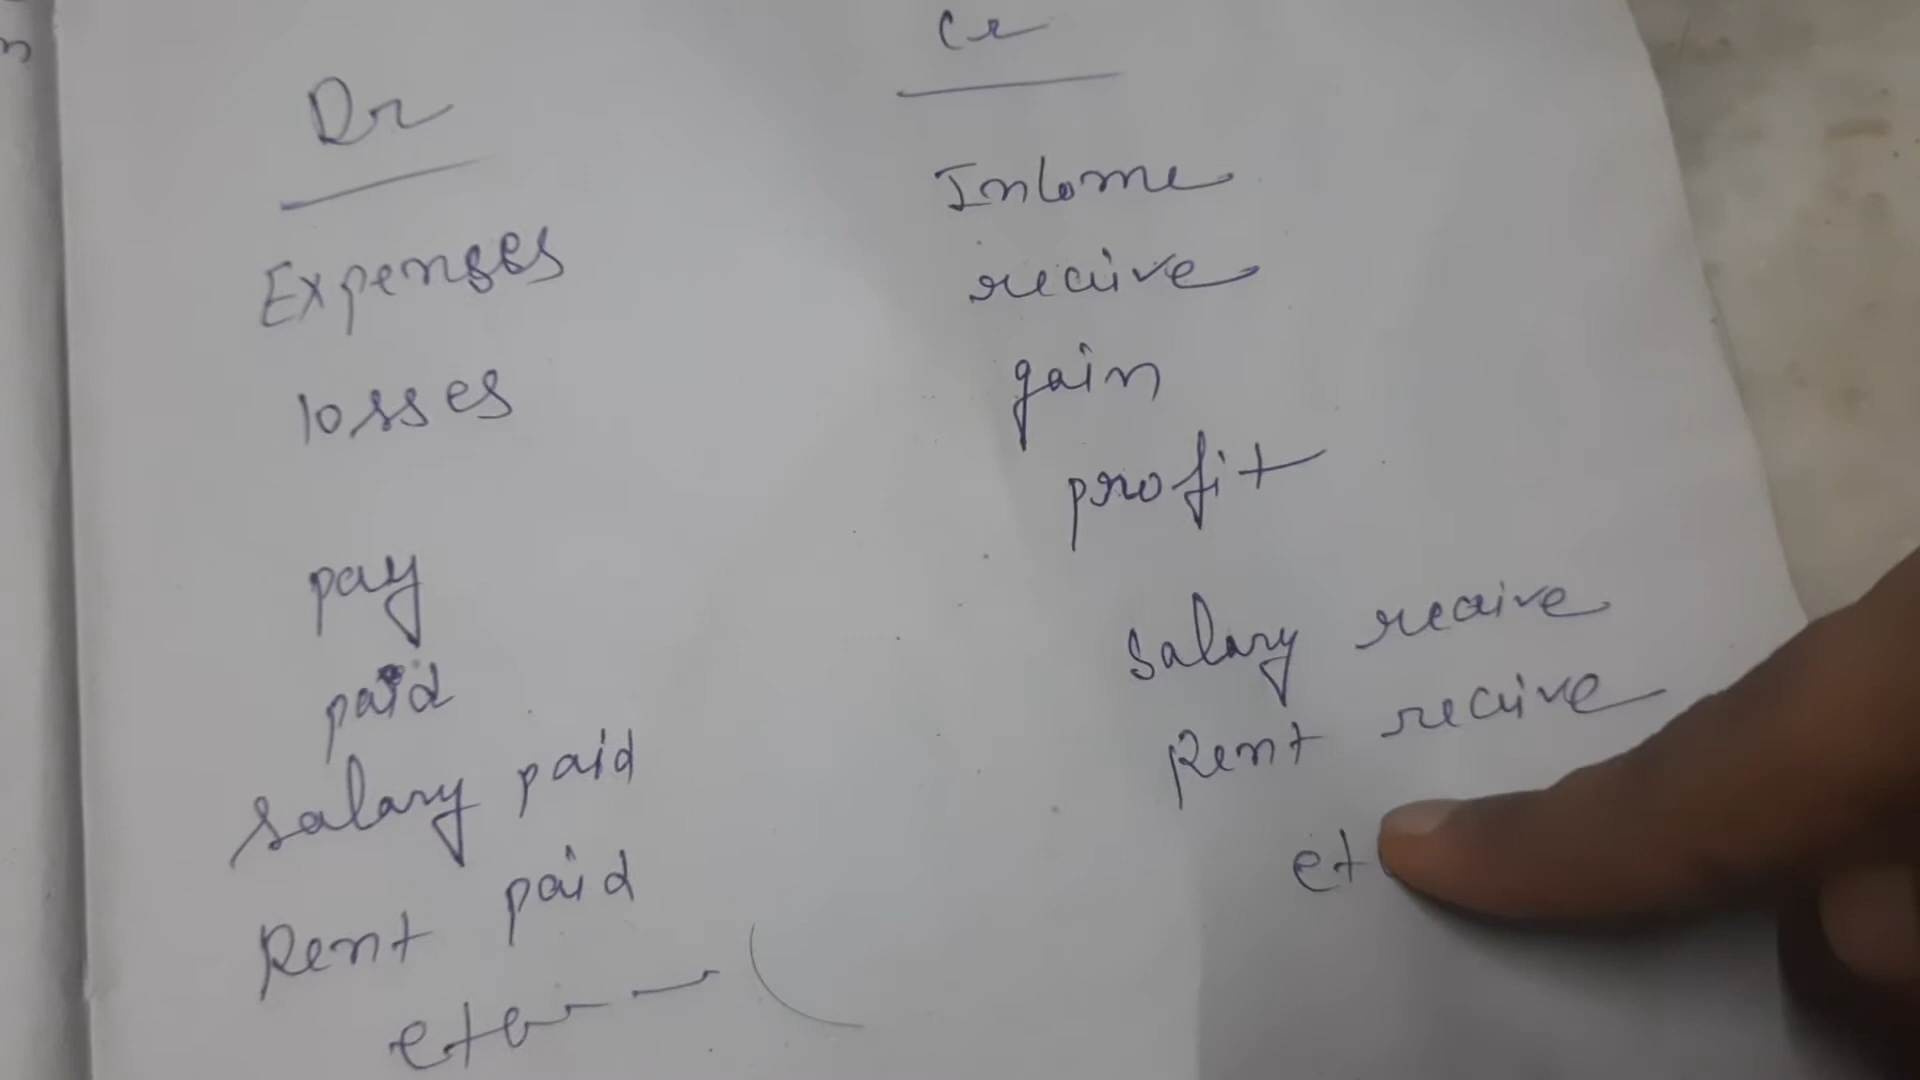 Dr
Expenses
losses
pay
paid
salary paid
Rent paid
etc
Cr
Income
recive
gain
profit
salary recive
Rent recive
et